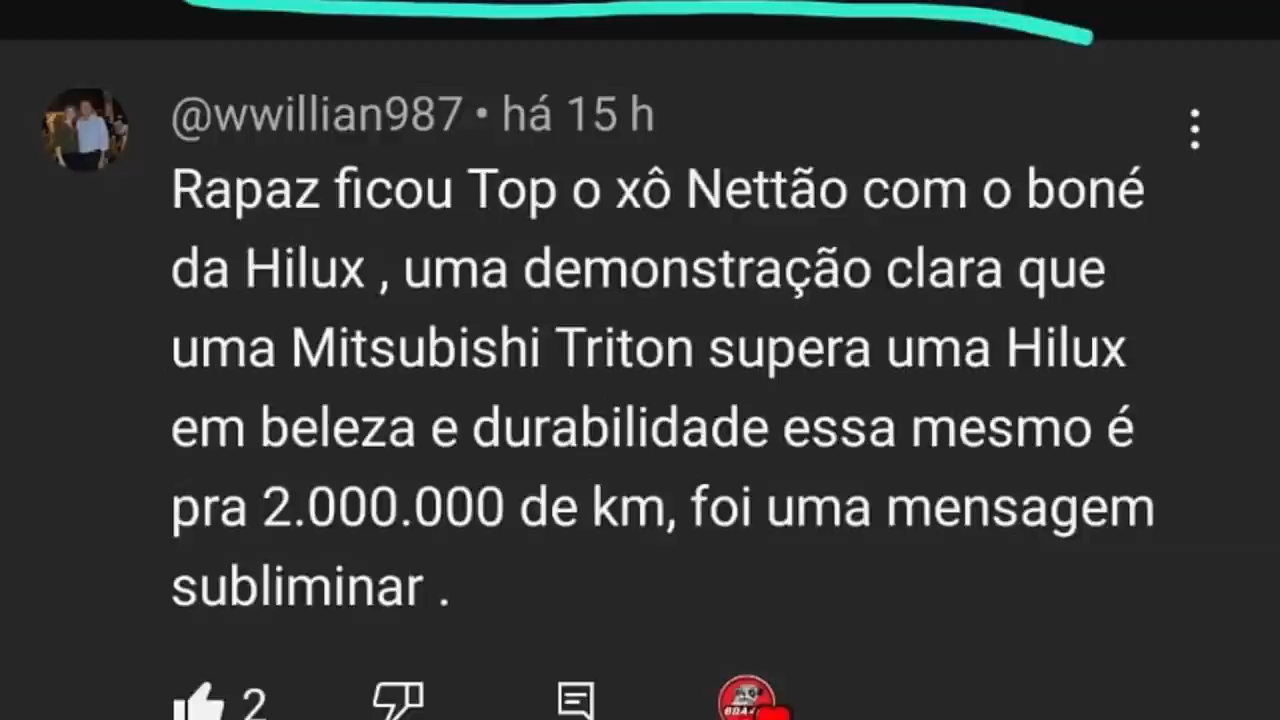 @wwillian987 • há 15 h
Rapaz ficou Top o xô Nettão com o boné
da Hilux , uma demonstração clara que
uma Mitsubishi Triton supera uma Hilux
em beleza e durabilidade essa mesmo é
pra 2.000.000 de km, foi uma mensagem
subliminar .
2